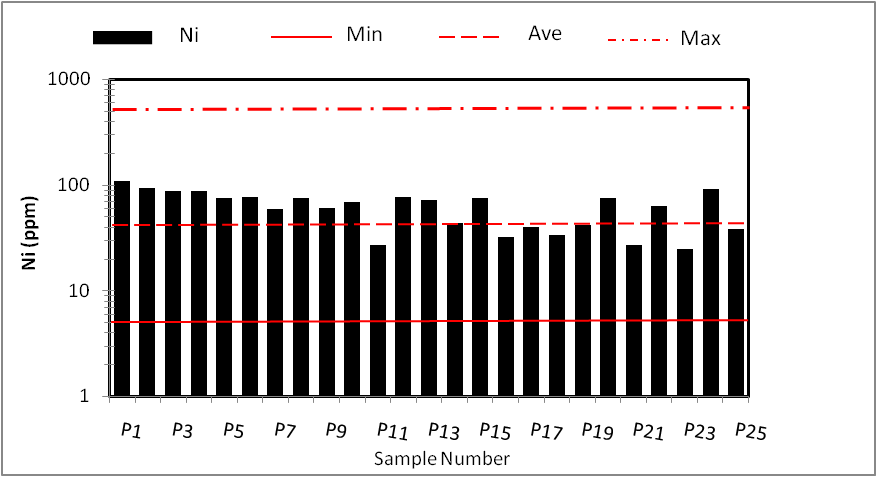 Ni Min Ave Max
1000
100
10
1
Ni (ppm)
P1 P3 P5 P7 P9 P11 P13 P15 P17 P19 P21 P23 P25
Sample Number